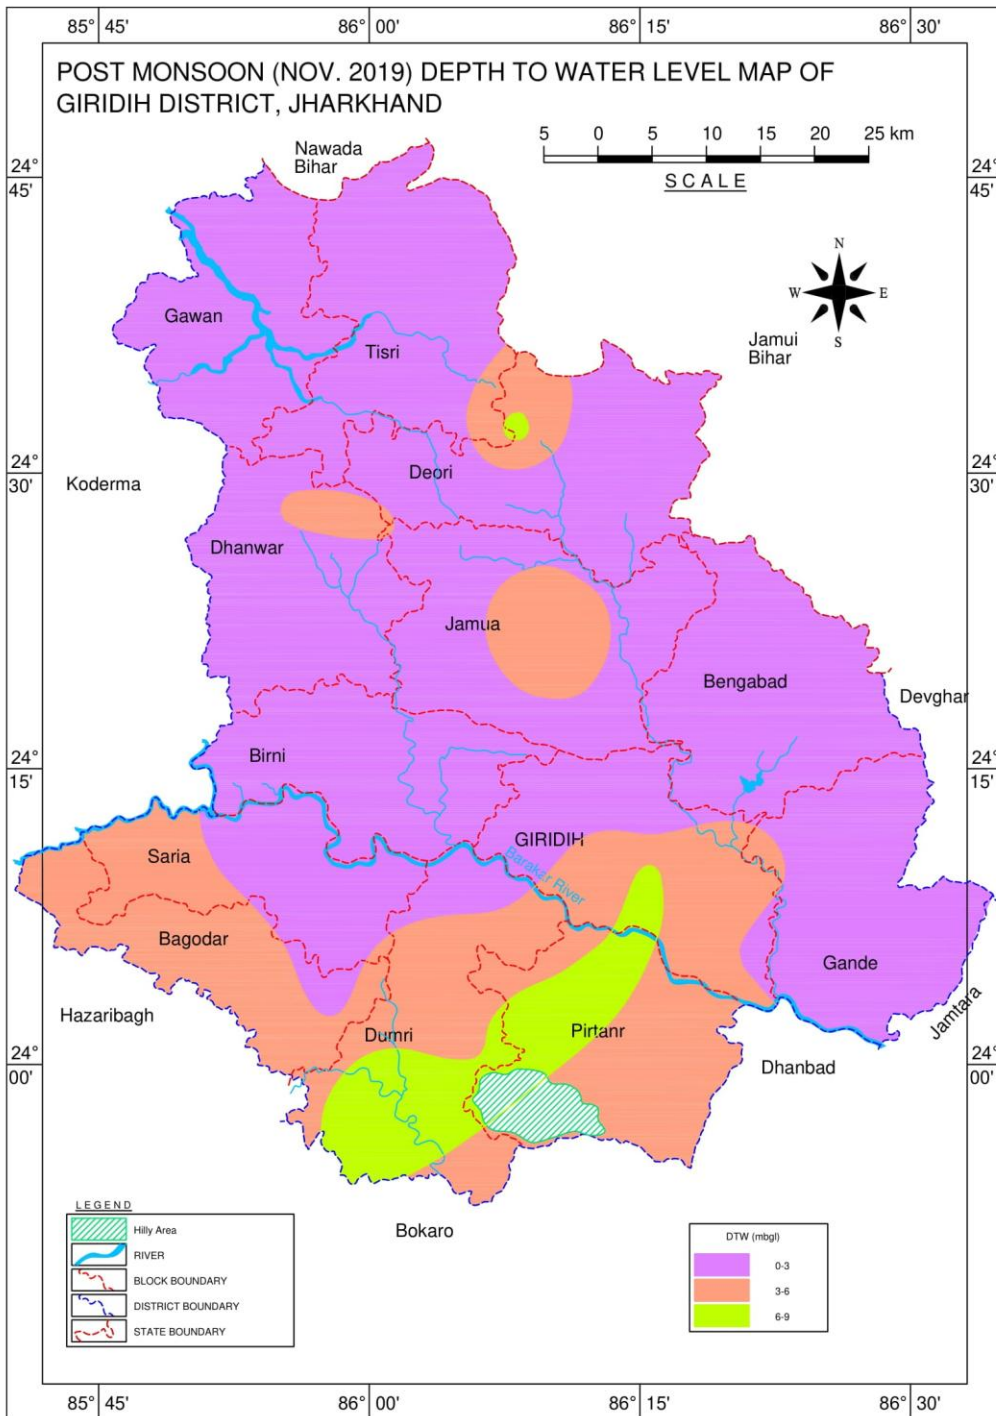 85° 45'
86° 00'
86° 15'
86° 30'
POST MONSOON (NOV. 2019) DEPTH TO WATER LEVEL MAP OF
GIRIDIH DISTRICT, JHARKHAND
5 0 5 10 15 20 25 km
SCALE
Nawada
Bihar
24°
45'
24°
45'
N
W E
S
Gawan
Tisri
Jamui
Bihar
24°
30'
24°
30'
Koderma
Deori
Dhanwar
Jamua
Bengabad
Devghar
24°
15'
24°
15'
Birni
GIRIDIH
Saria
Barakar River
Bagodar
Gande
Hazaribagh
Dumri
Pirtanr
Jamtara
Dhanbad
24°
00'
24°
00'
Bokaro
LEGEND
Hilly Area
RIVER
BLOCK BOUNDARY
DISTRICT BOUNDARY
STATE BOUNDARY
DTW (mbgl)
0-3
3-6
6-9
85° 45'
86° 00'
86° 15'
86° 30'